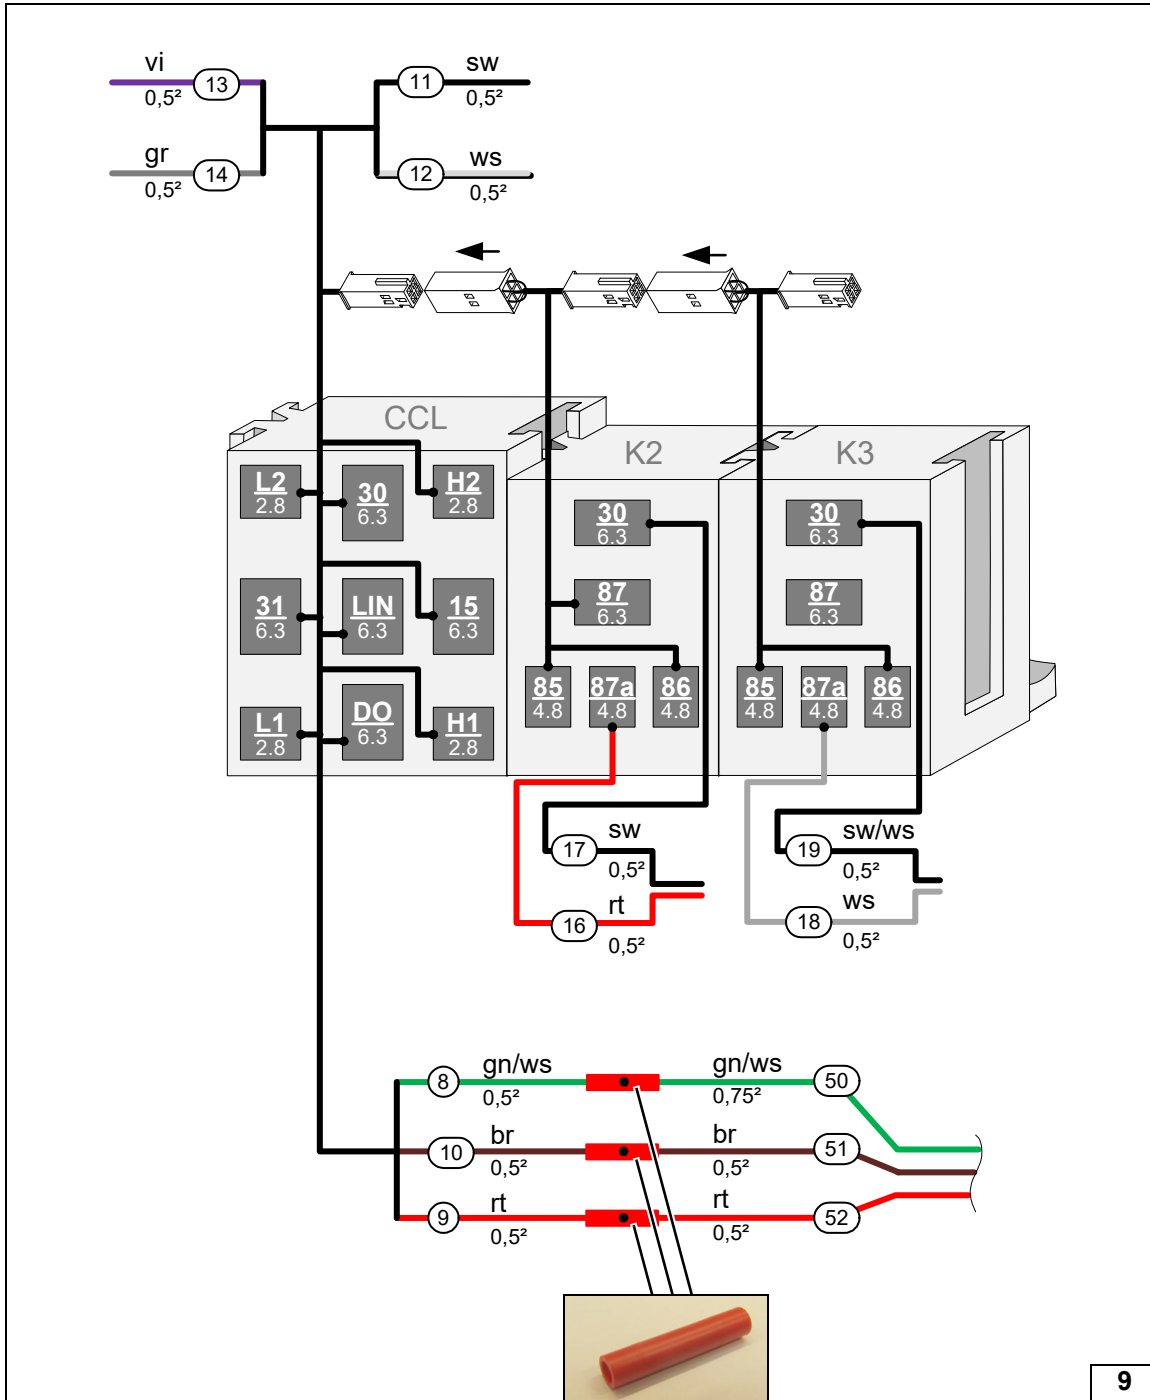 vi
13
0,5²
11
sw
0,5²
gr
14
0,5²
12
ws
0,5²
CCL
K2
K3
L2
2.8
30
6.3
H2
2.8
31
6.3
LIN
6.3
15
6.3
L1
2.8
DO
6.3
H1
2.8
30
6.3
87
6.3
85
4.8
87a
4.8
86
4.8
30
6.3
87
6.3
85
4.8
87a
4.8
86
4.8
17
sw
0,5²
16
rt
0,5²
19
sw/ws
0,5²
18
ws
0,5²
8
gn/ws
0,5²
gn/ws
0,75²
50
10
br
0,5²
br
0,5²
51
9
rt
0,5²
rt
0,5²
52
9